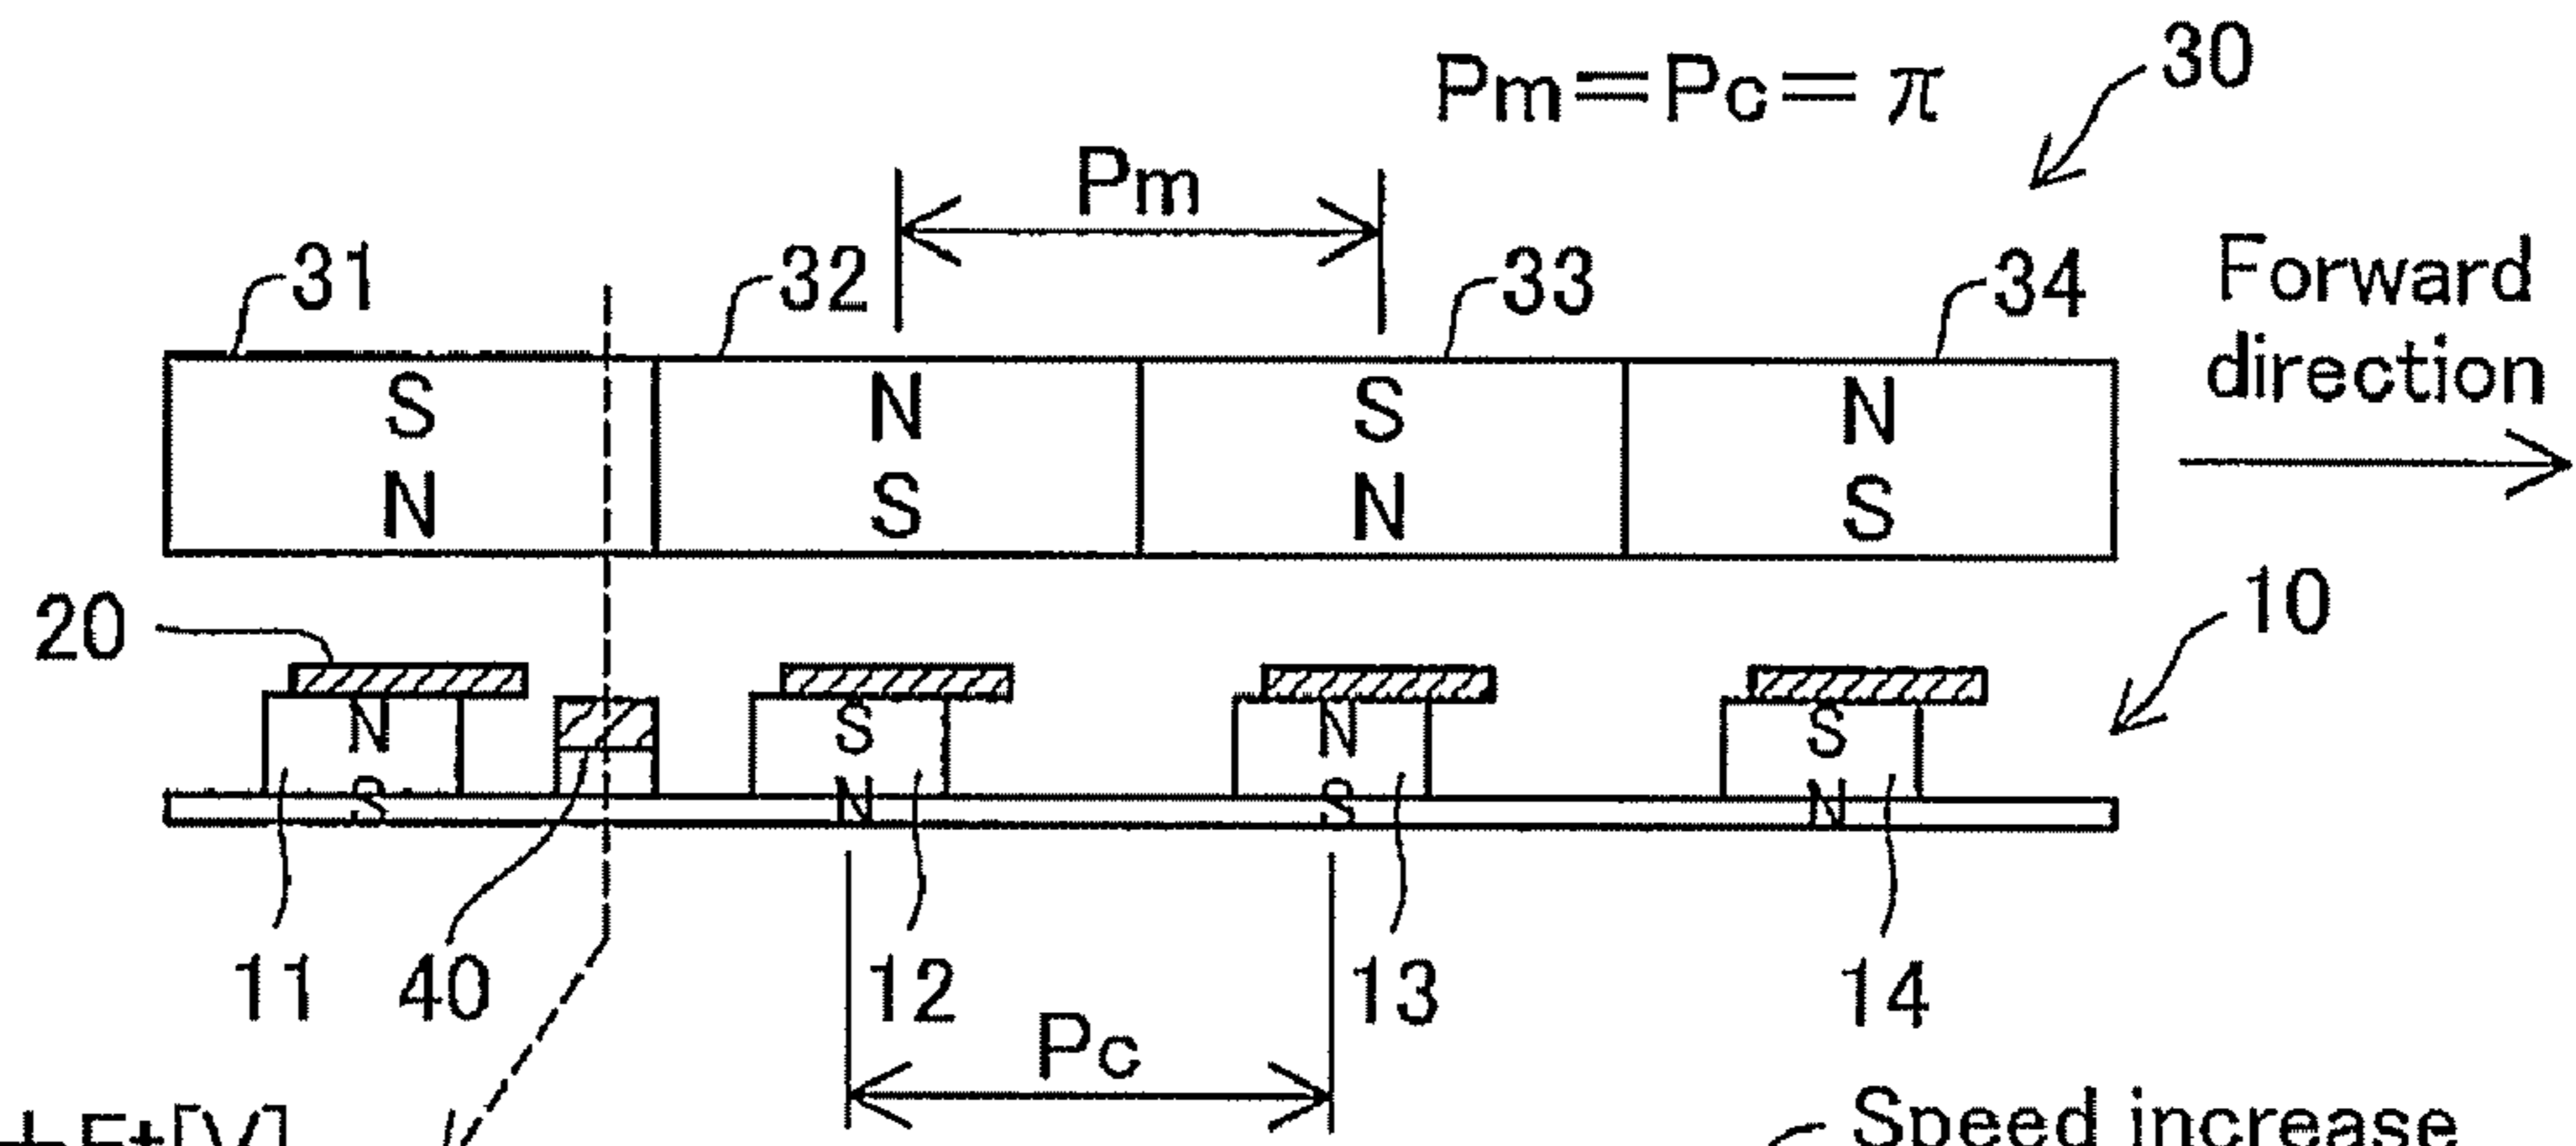 Pm=Pc=π
30
Pm
31
32
33
34
Forward
direction
S
N
S
N
N
S
N
S
20
10
N
S
N
S
S
N
S
N
11
40
12
13
14
Pc
Et[V]
Speed increase